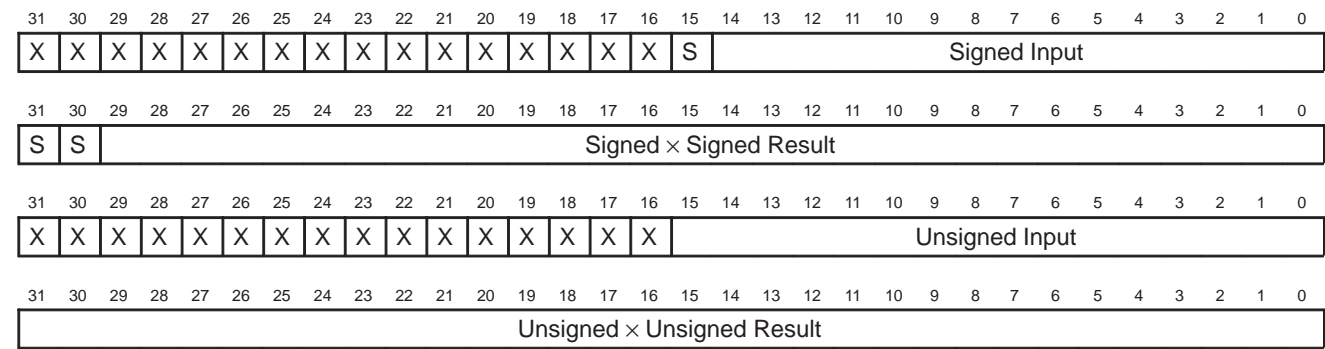 31 30 29 28 27 26 25 24 23 22 21 20 19 18 17 16 15 14 13 12 11 10 9 8 7 6 5 4 3 2 1 0
X X X X X X X X X X X X X X X X S Signed Input
31 30 29 28 27 26 25 24 23 22 21 20 19 18 17 16 15 14 13 12 11 10 9 8 7 6 5 4 3 2 1 0
S S Signed × Signed Result
31 30 29 28 27 26 25 24 23 22 21 20 19 18 17 16 15 14 13 12 11 10 9 8 7 6 5 4 3 2 1 0
X X X X X X X X X X X X X X X X Unsigned Input
31 30 29 28 27 26 25 24 23 22 21 20 19 18 17 16 15 14 13 12 11 10 9 8 7 6 5 4 3 2 1 0
Unsigned × Unsigned Result